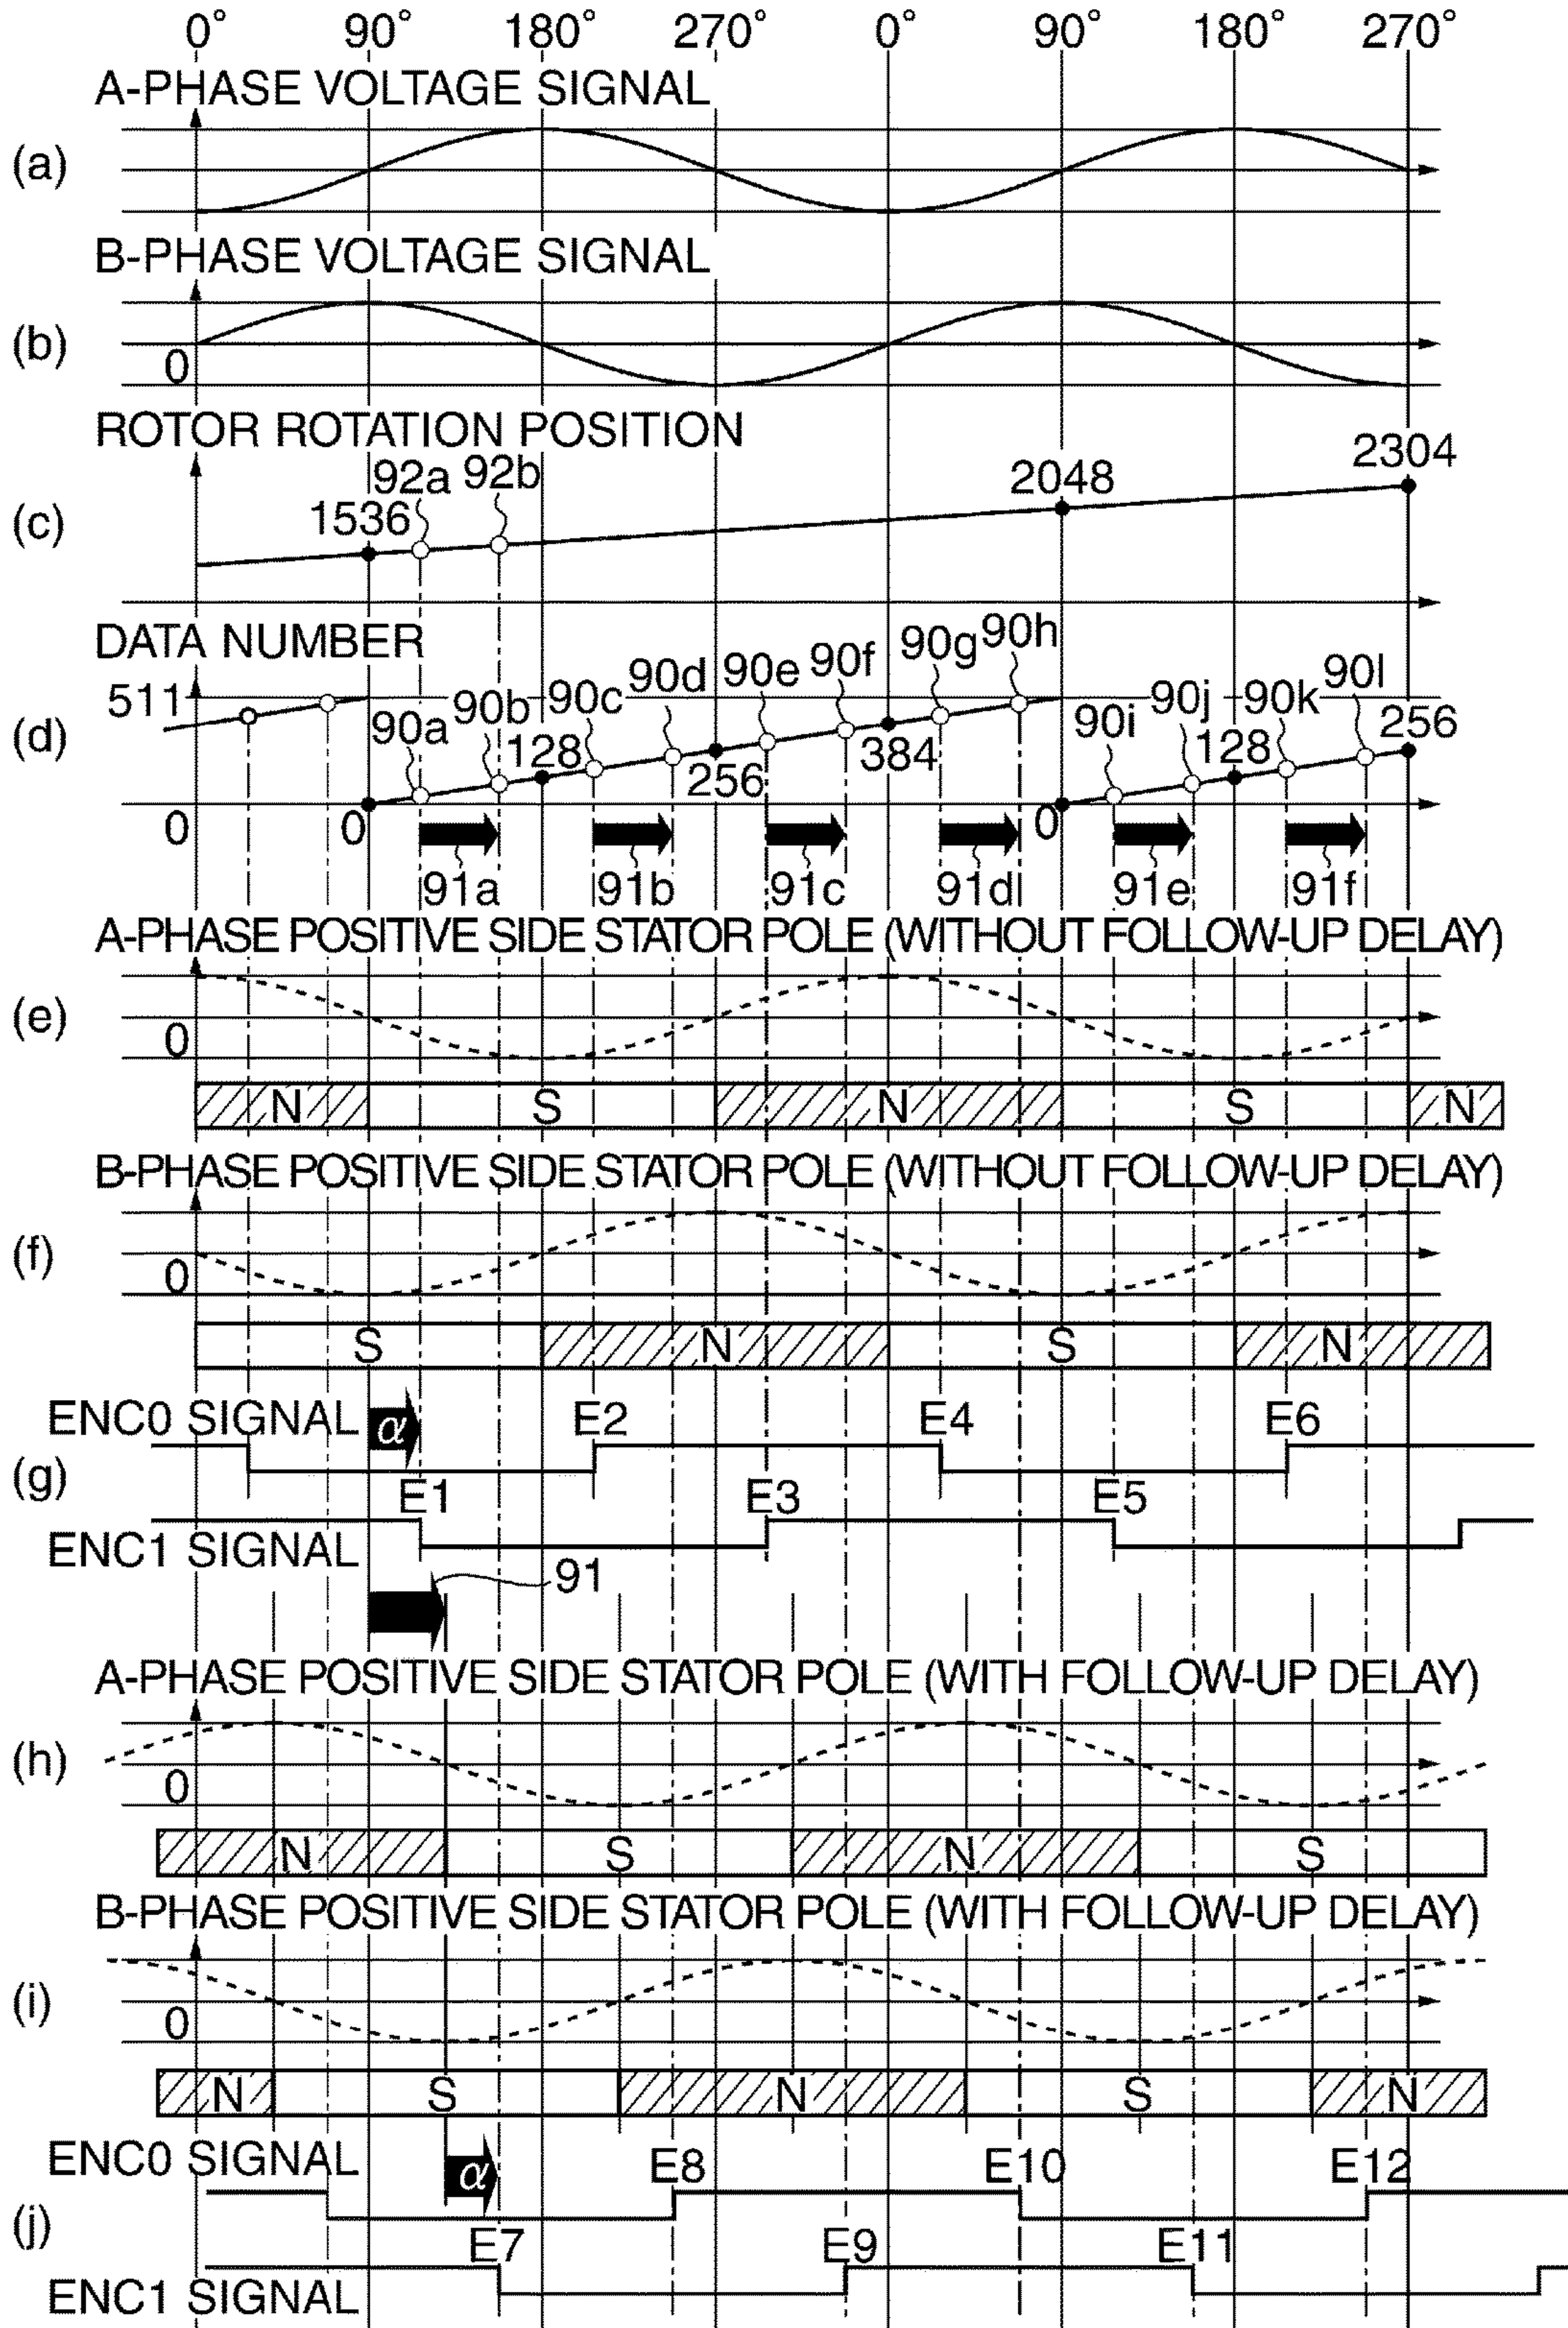 0° 90° 180° 270° 0° 90° 180° 270°
A-PHASE VOLTAGE SIGNAL
(a)
B-PHASE VOLTAGE SIGNAL
(b)
0
ROTOR ROTATION POSITION
2304
92a 92b 2048
1536
(c)
DATA NUMBER
90g 90h
90d 90e 90f 90l
511 90a 90b 90c 90i 90j 90k
(d) 128 256 384 128 256
0 0 0
91a 91b 91c 91d 91e 91f
A-PHASE POSITIVE SIDE STATOR POLE (WITHOUT FOLLOW-UP DELAY)
(e)
0
N S N S N
B-PHASE POSITIVE SIDE STATOR POLE (WITHOUT FOLLOW-UP DELAY)
(f)
0
S N S N
ENC0 SIGNAL α E2 E4 E6
(g)
E1 E3 E5
ENC1 SIGNAL
91
A-PHASE POSITIVE SIDE STATOR POLE (WITH FOLLOW-UP DELAY)
(h)
0
N S N S
B-PHASE POSITIVE SIDE STATOR POLE (WITH FOLLOW-UP DELAY)
(i)
0
N S N S N
ENC0 SIGNAL α E8 E10 E12
(j)
E7 E9 E11
ENC1 SIGNAL